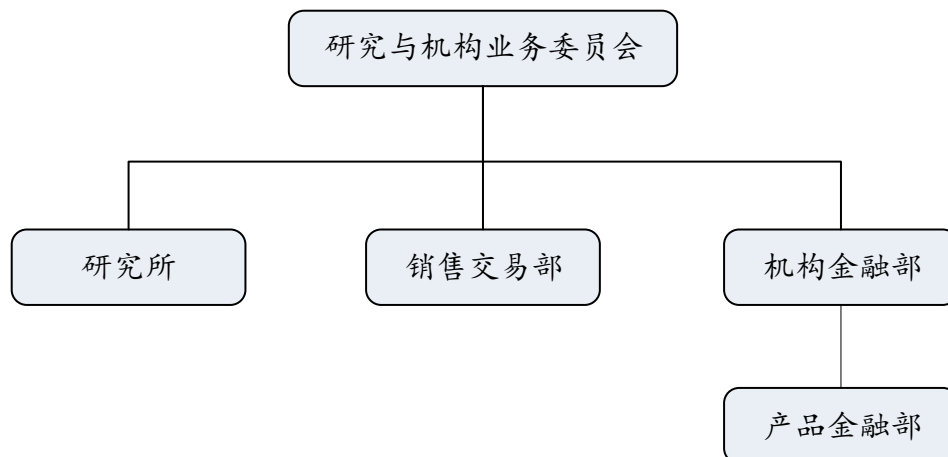 研究与机构业务委员会
研究所
销售交易部
机构金融部
产品金融部